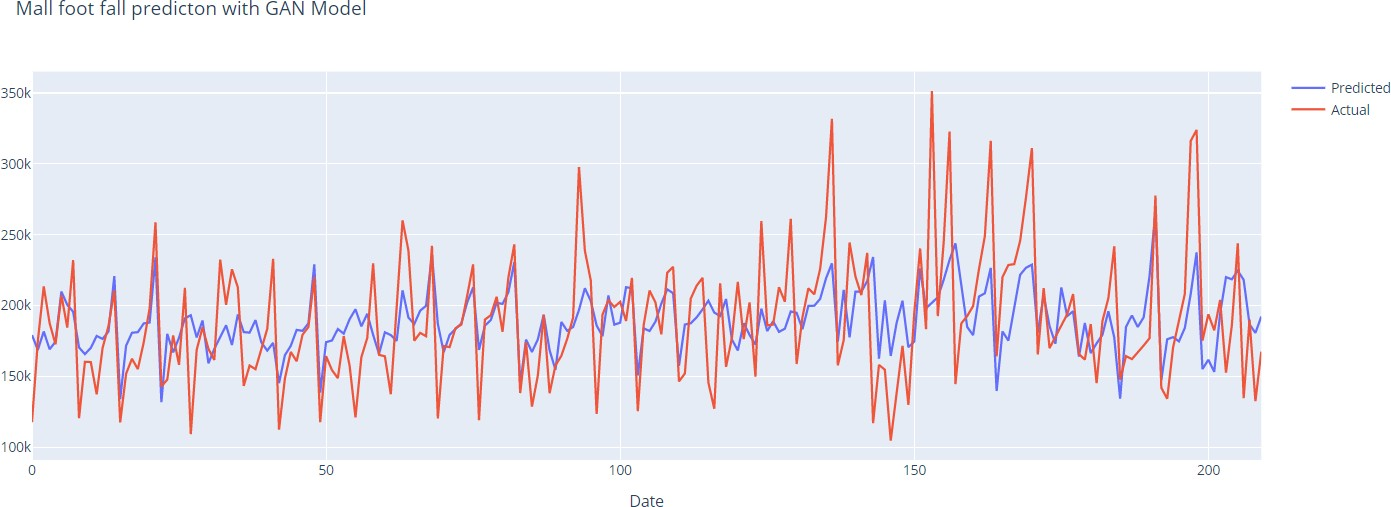 Mall foot fall predicton with GAN Model
Predicted
Actual
350k
300k
250k
200k
150k
100k
0 50 100 150 200
Date